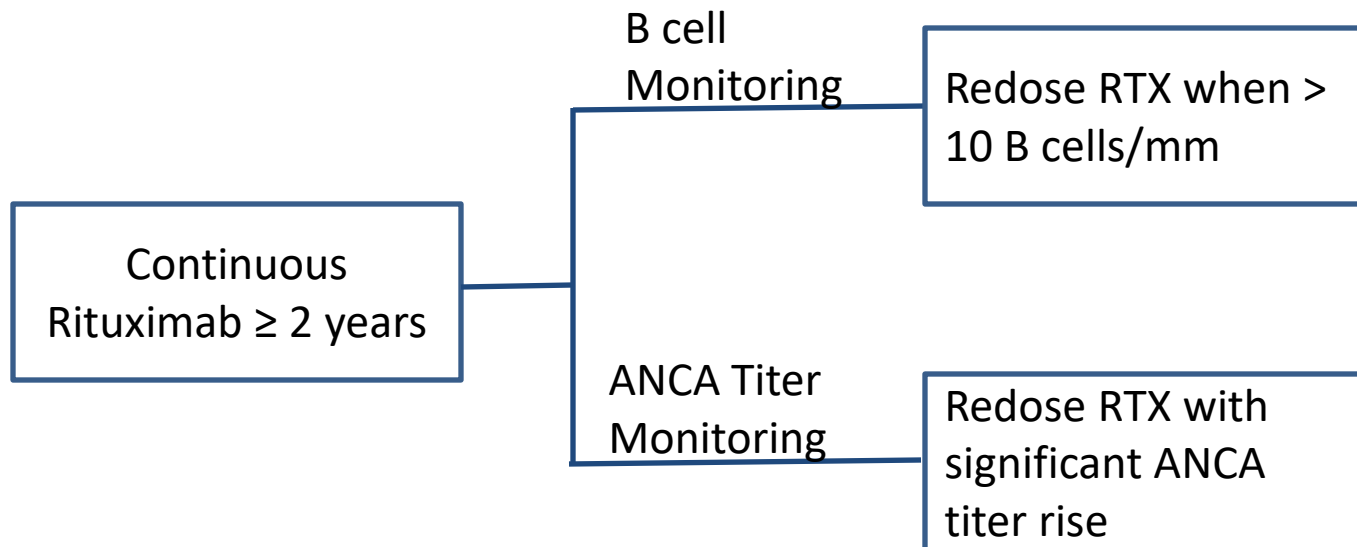 Continuous
Rituximab ≥ 2 years
B cell
Monitoring
Redose RTX when >
10 B cells/mm
ANCA Titer
Monitoring
Redose RTX with
significant ANCA
titer rise